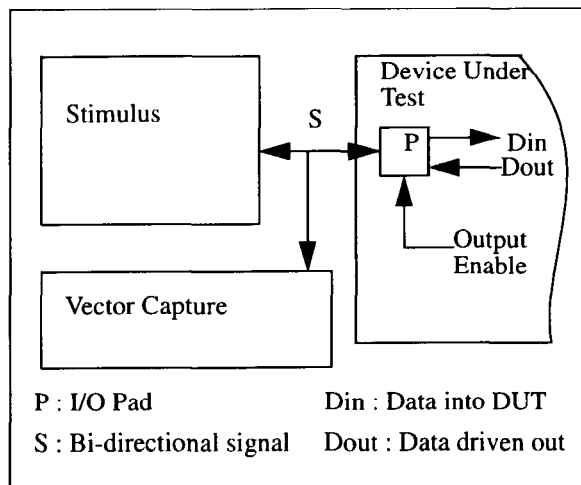 Stimulus
S
Device Under
Test
P
Din
Dout
Output
Enable
Vector Capture
P : I/O Pad
Din : Data into DUT
S : Bi-directional signal
Dout : Data driven out